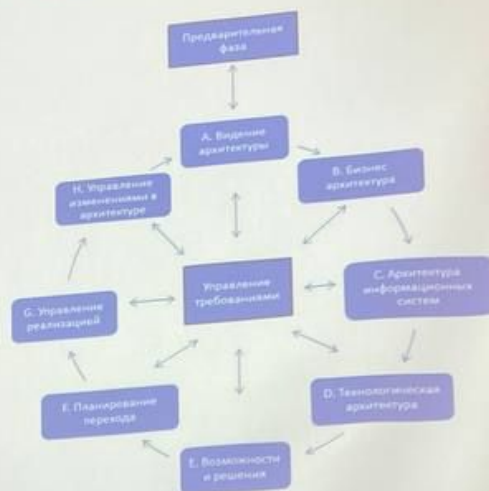 Предварительная
фаза
A. Видение
архитектуры
B. Бизнес
архитектура
C. Архитектура
информационных
систем
D. Технологическая
архитектура
E. Возможности
и решения
F. Планирование
перехода
G. Управление
реализацией
H. Управление
изменениями в
архитектуре
Управление
требованиями